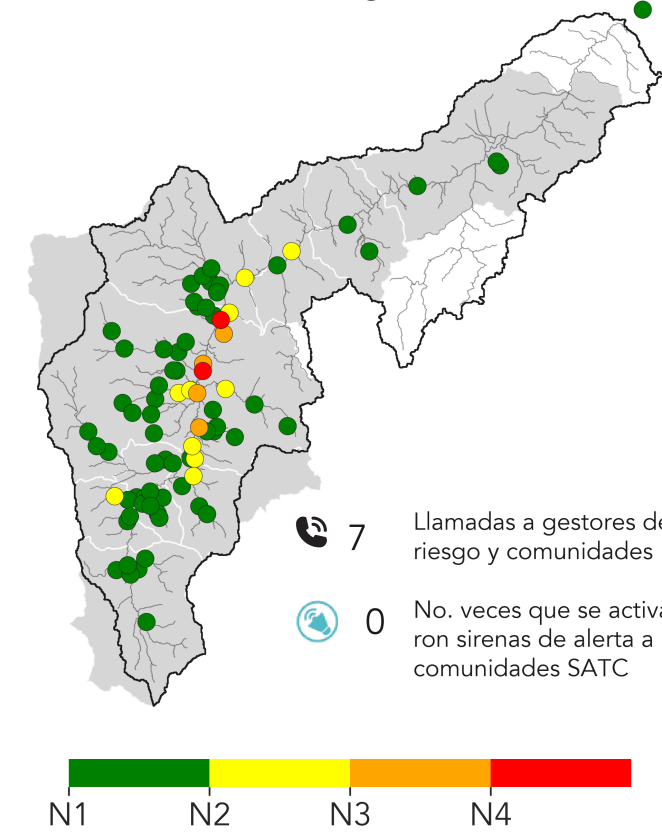 7
Llamadas a gestores de
riesgo y comunidades
0
No. veces que se activa
ron sirenas de alerta a
comunidades SATC
N1 N2 N3 N4